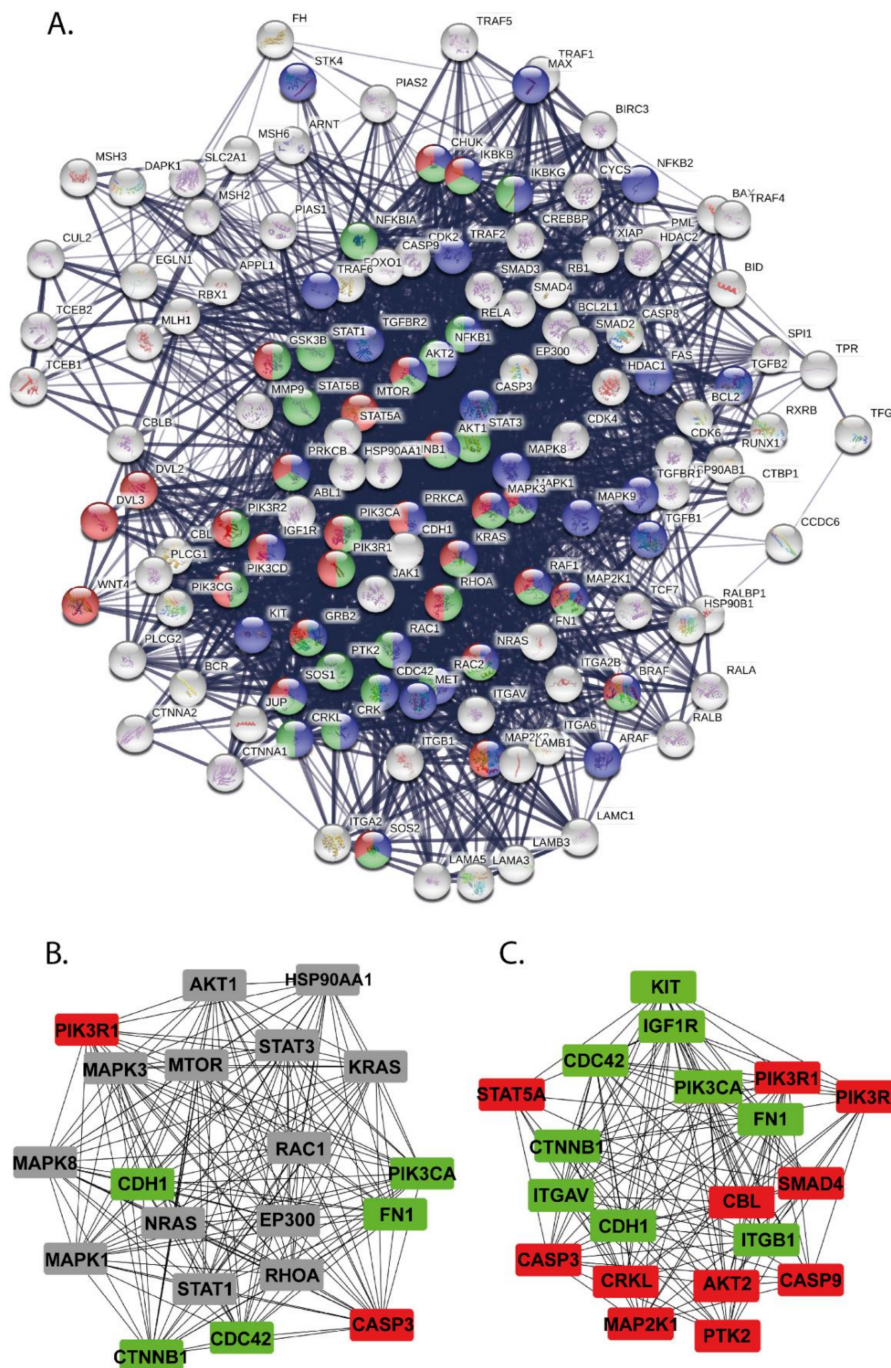 A.
FH
TRAF5
STK4
TRAF1
MAX
PIAS2
BIRC3
MSH6
ARNT
CHUK
IKBKB
MSH3
DAPK1
SLC2A1
IKBKG
CYCS
NFKB2
MSH2
BAX
TRAF4
PIAS1
NFKBIA
CREBBP
PML
CUL2
CASP9
CDK2
TRAF2
XIAP
HDAC2
EGLN1
APPL1
FOXO1
SMAD3
RB1
BID
RBX1
TRAF6
SMAD4
TCEB2
MLH1
RELA
BCL2L1
CASP8
GSK3B
STAT1
TGFBR2
NFKB1
SMAD2
SPI1
TCEB1
AKT2
EP300
FAS
TGFB2
TPR
MMP9
STAT5B
MTOR
CASP3
HDAC1
BCL2
RXRB
TFG
CBLB
STAT5A
STAT3
CDK4
CDK6
RUNX1
PRKCB
HSP90AA1
NB1
AKT1
MAPK8
TGFBR1
SP90AB1
DVL2
ABL1
PRKCA
MAPK1
CTBP1
DVL3
PIK3R2
PIK3CA
MAPK3
MAPK9
CBL
IGF1R
CDH1
TGFB1
CCDC6
PLCG1
PIK3CD
PIK3R1
KRAS
WNT4
PIK3CG
JAK1
RHOA
RAF1
MAP2K1
TCF7
RALBP1
HSP90B1
KIT
GRB2
FN1
PLCG2
RAC1
NRAS
BCR
PTK2
SOS1
CDC42
RAC2
ITGA2B
BRAF
RALA
JUP
MET
CTNNA2
CRKL
CRK
ITGAV
RALB
CTNNA1
ITGB1
ITGA6
ARAF
LAMB1
ITGA2
SOS2
LAMC1
LAMB3
LAMA5
LAMA3
B.
AKT1
HSP90AA1
PIK3R1
STAT3
MAPK3
MTOR
KRAS
RAC1
MAPK8
PIK3CA
CDH1
FN1
NRAS
EP300
MAPK1
RHOA
STAT1
CASP3
CDC42
CTNNB1
C.
KIT
IGF1R
CDC42
PIK3CA
PIK3R1
STAT5A
PIK3R
FN1
CTNNB1
SMAD4
ITGAV
CBL
CDH1
ITGB1
CASP3
CRKL
AKT2
CASP9
MAP2K1
PTK2